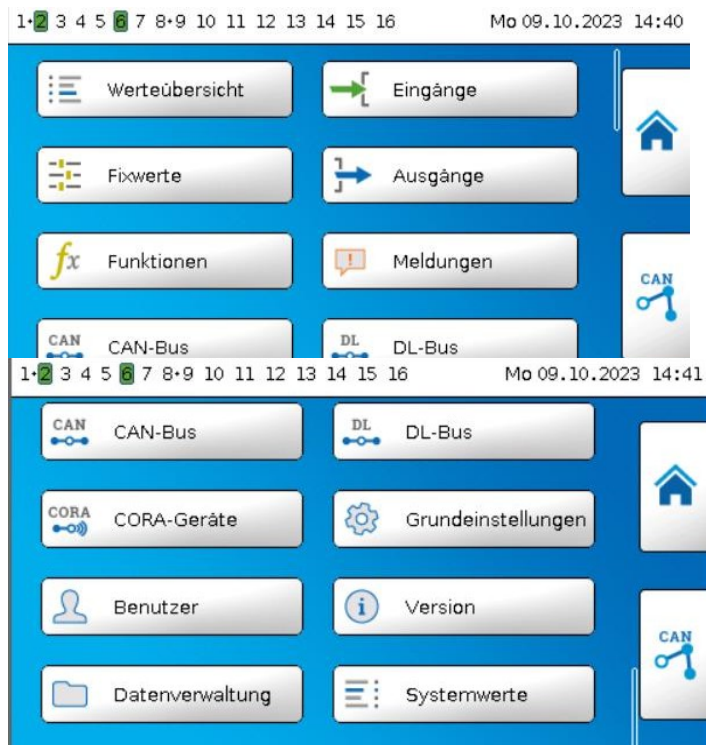 1•2 3 4 5 6 7 8•9 10 11 12 13 14 15 16 Mo 09.10.2023 14:40
Werteübersicht Eingänge
Fixwerte Ausgänge
fx Funktionen ! Meldungen
CAN
CAN CAN-Bus DL DL-Bus
1•2 3 4 5 6 7 8•9 10 11 12 13 14 15 16 Mo 09.10.2023 14:41
CAN CAN-Bus DL DL-Bus
CORA CORA-Geräte Grundeinstellungen
Benutzer i Version
CAN
Datenverwaltung Systemwerte